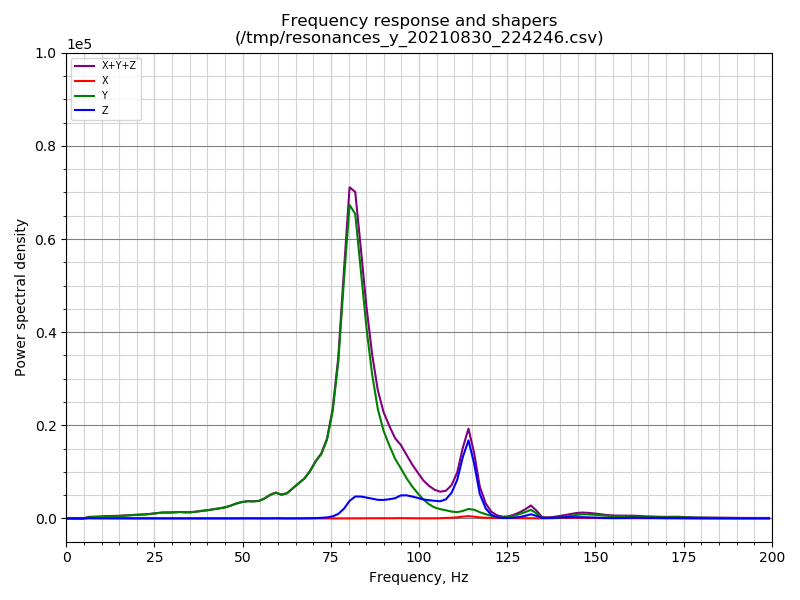 Frequency response and shapers
(/tmp/resonances_y_20210830_224246.csv)
1e5
1.0
0.8
0.6
0.4
0.2
0.0
Power spectral density
X+Y+Z
X
Y
Z
0 25 50 75 100 125 150 175 200
Frequency, Hz